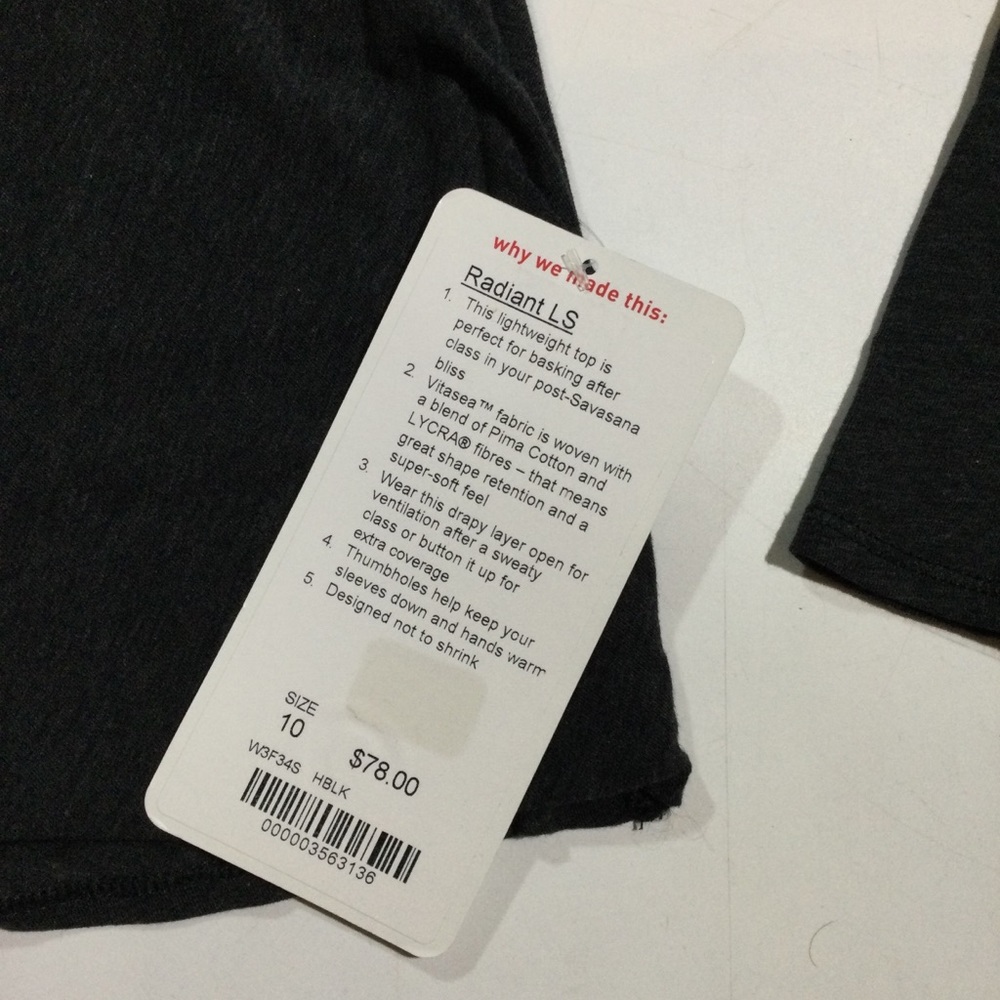 why we made this:
Radiant LS
1. This lightweight top is
perfect for basking after
class in your post-Savasana
bliss
2. Vitasea™ fabric is woven with
a blend of Pima Cotton and
LYCRA® fibres – that means
great shape retention and a
super-soft feel
3. Wear this drapy layer open for
ventilation after a sweaty
class or button it up for
extra coverage
4. Thumbholes help keep your
sleeves down and hands warm
5. Designed not to shrink
SIZE
10 $78.00
W3F34S HBLK
000003563136